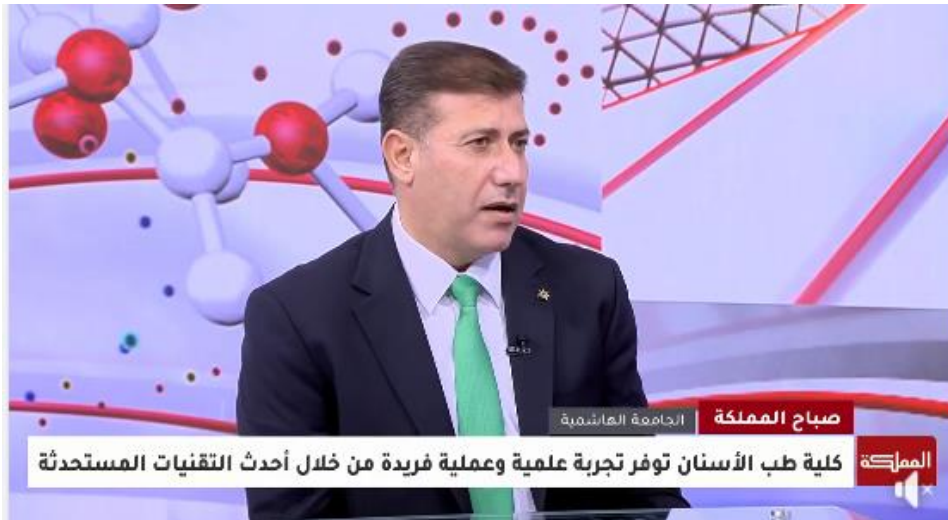 صباح المملكة
الجامعة الهاشمية
كلية طب الأسنان توفر تجربة علمية وعملية فريدة من خلال أحدث التقنيات المستحدثة
المملكة